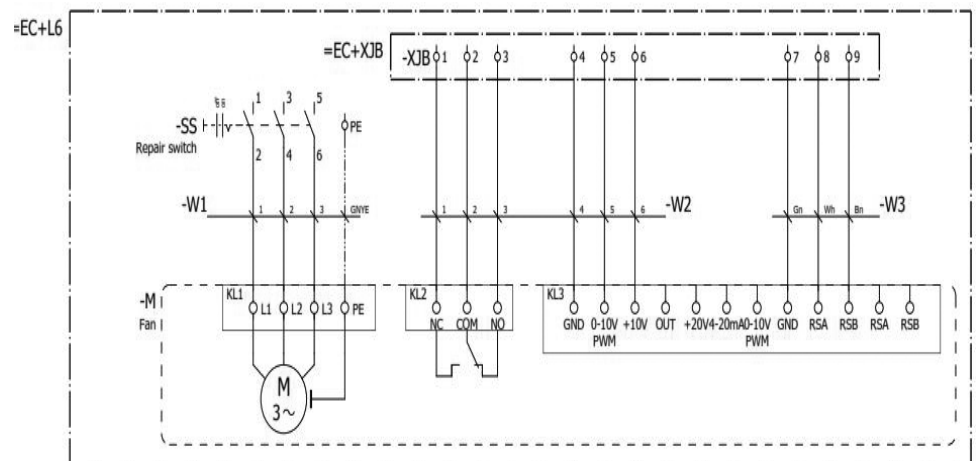 =EC+L6
=EC+XJB
-XJB 1 2 3 4 5 6 7 8 9
1 3 5
-SS
PE
Repair switch
2 4 6
-W1 1 2 3 GNYE
1 2 3 4 5 6 -W2
Gn Wh Bn -W3
-M
Fan
KL1
L1 L2 L3 PE
KL2
NC COM NO
KL3
GND 0-10V +10V OUT +20V 4-20mA 0-10V GND RSA RSB RSA RSB
PWM PWM
M
3~